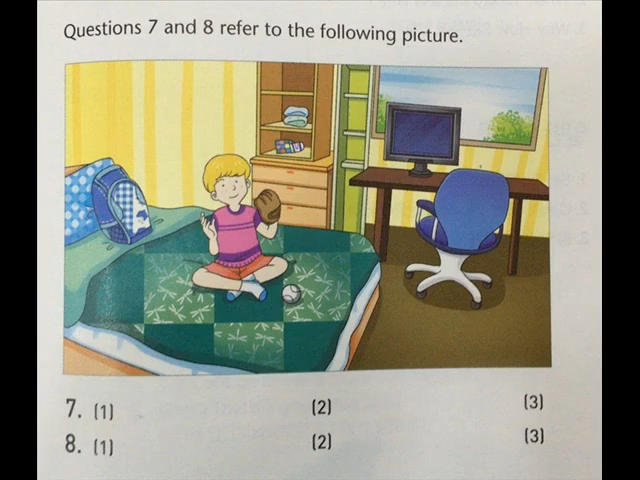 Questions 7 and 8 refer to the following picture.
7. (1) (2) (3)
8. (1) (2) (3)